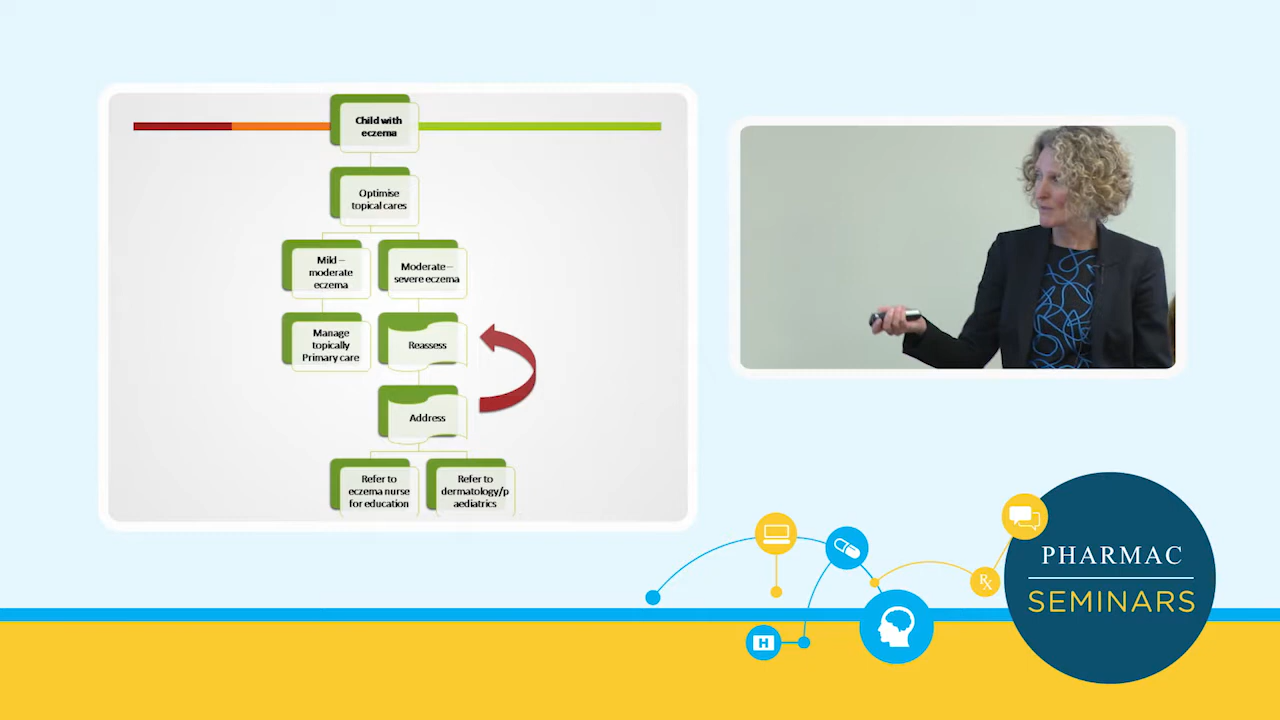 Child with
eczema
Optimise
topical cares
Mild –
moderate
eczema
Moderate –
severe eczema
Manage
topically
Primary care
Reassess
Address
Refer to
eczema nurse
for education
Refer to
dermatology/p
aediatrics
Rx
H
PHARMAC
SEMINARS